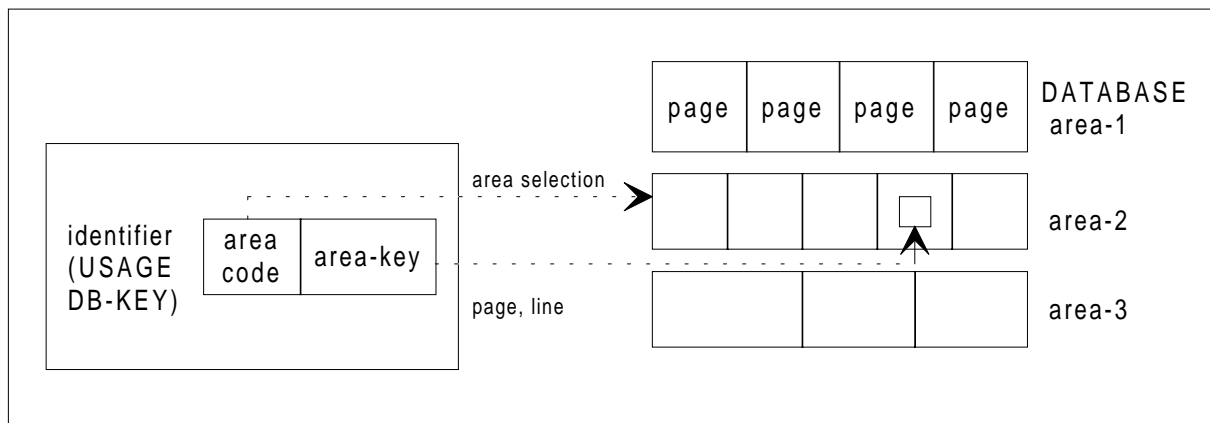 page page page page
DATABASE
area-1
area selection
identifier
(USAGE
DB-KEY)
area
code
area-key
area-2
page, line
area-3